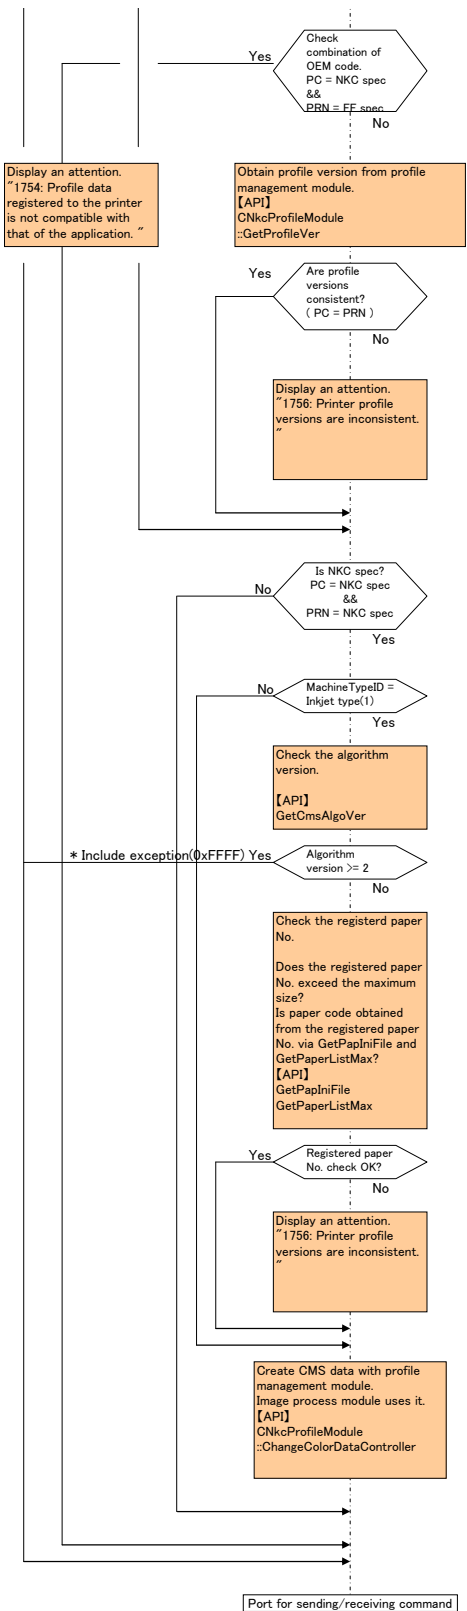 Check
combination of
OEM code.
PC = NKC spec
&&
PRN = FF spec
Yes
No
Display an attention.
"1754: Profile data
registered to the printer
is not compatible with
that of the application. "
Obtain profile version from profile
management module.
【API】
CNkcProfileModule
::GetProfileVer
Yes
Are profile
versions
consistent?
( PC = PRN )
No
Display an attention.
"1756: Printer profile
versions are inconsistent.
"
Is NKC spec?
PC = NKC spec
&&
PRN = NKC spec
No
Yes
No
MachineTypeID =
Inkjet type(1)
Yes
Check the algorithm
version.
【API】
GetCmsAlgoVer
* Include exception(0xFFFF) Yes
Algorithm
version >= 2
No
Check the registerd paper
No.
Does the registered paper
No. exceed the maximum
size?
Is paper code obtained
from the registered paper
No. via GetPapIniFile and
GetPaperListMax?
【API】
GetPapIniFile
GetPaperListMax
Yes
Registered paper
No. check OK?
No
Display an attention.
"1756: Printer profile
versions are inconsistent.
"
Create CMS data with profile
management module.
Image process module uses it.
【API】
CNkcProfileModule
::ChangeColorDataController
Port for sending/receiving command